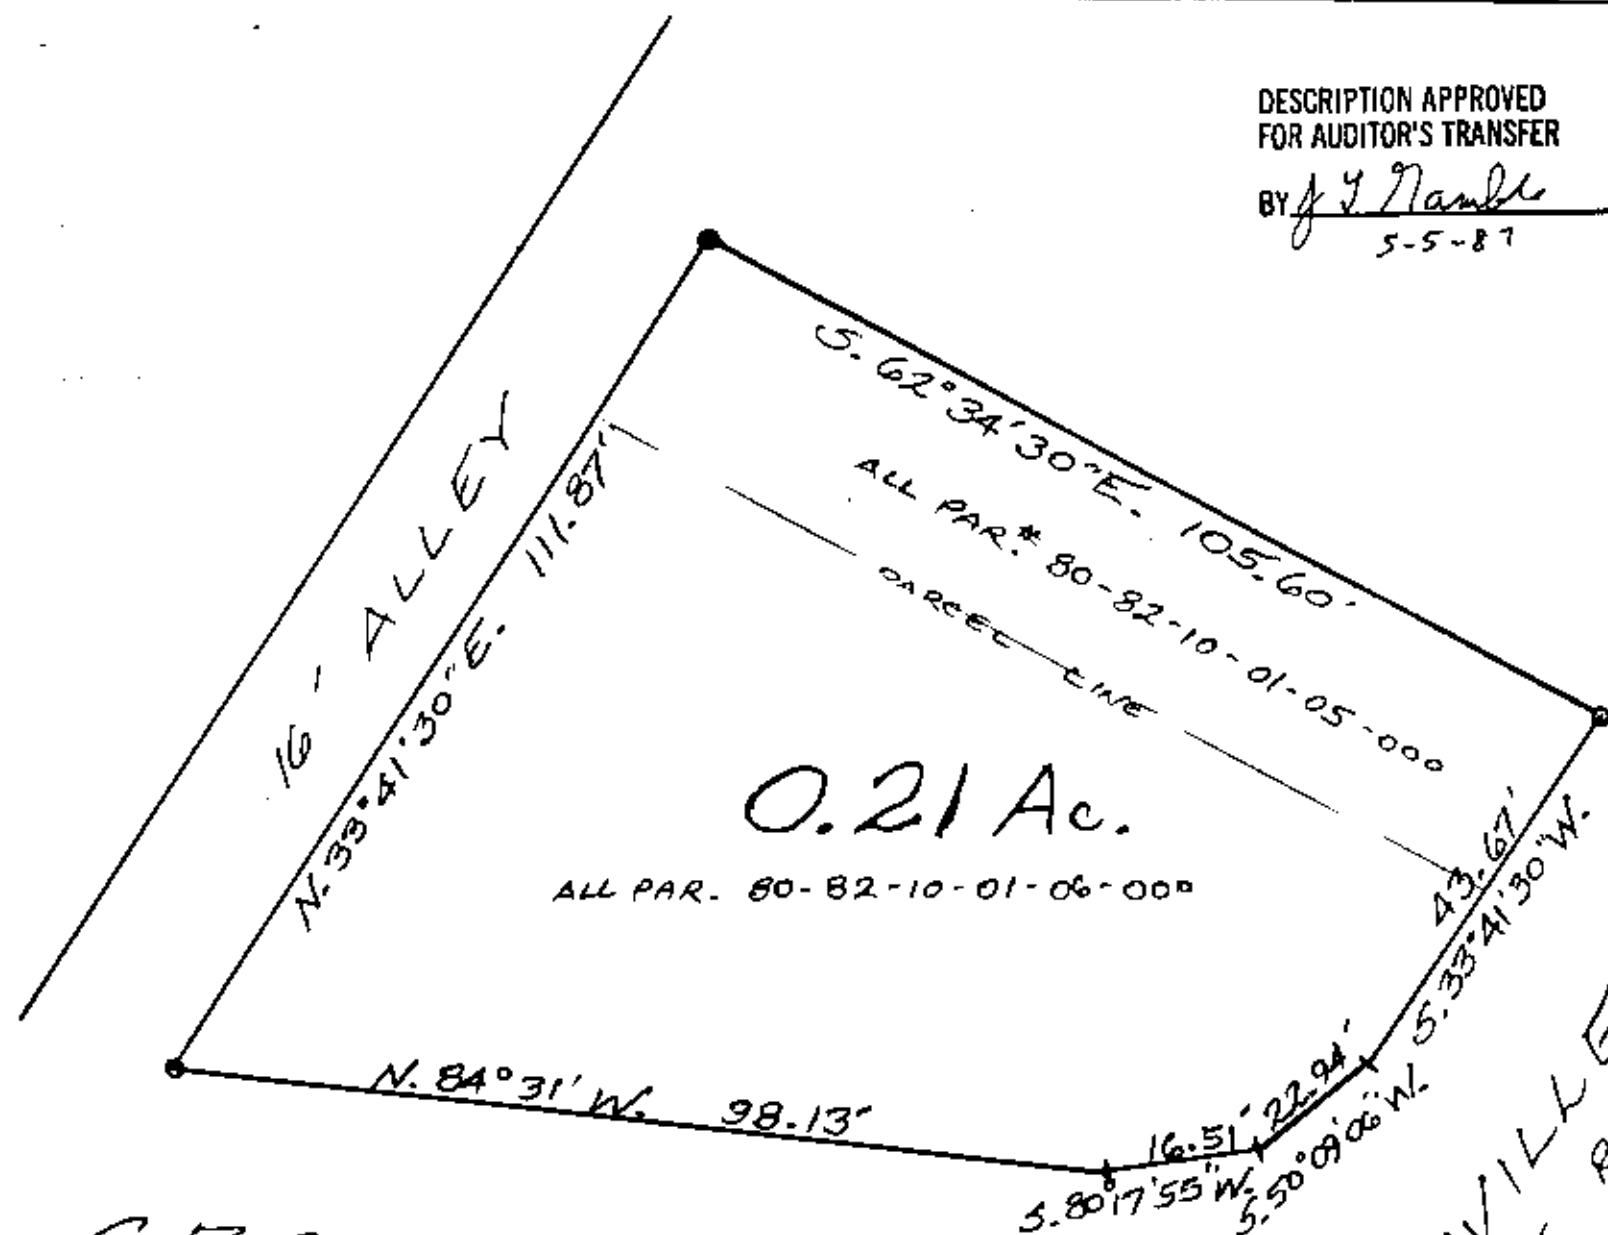 DESCRIPTION APPROVED
FOR AUDITOR'S TRANSFER
BY
5-5-87
16' ALLEY
N. 33°41'30"E. 111.87'
S. 62°34'30"E. 105.60'
ALL PAR.# 80-82-10-01-05-000
PARCEL LINE
0.21 Ac.
ALL PAR. 80-82-10-01-06-000
43.67'
S. 33°41'30"W.
22.94'
S. 50°09'06"W.
16.51'
S. 80°17'55"W.
N. 84°31' W. 98.13'